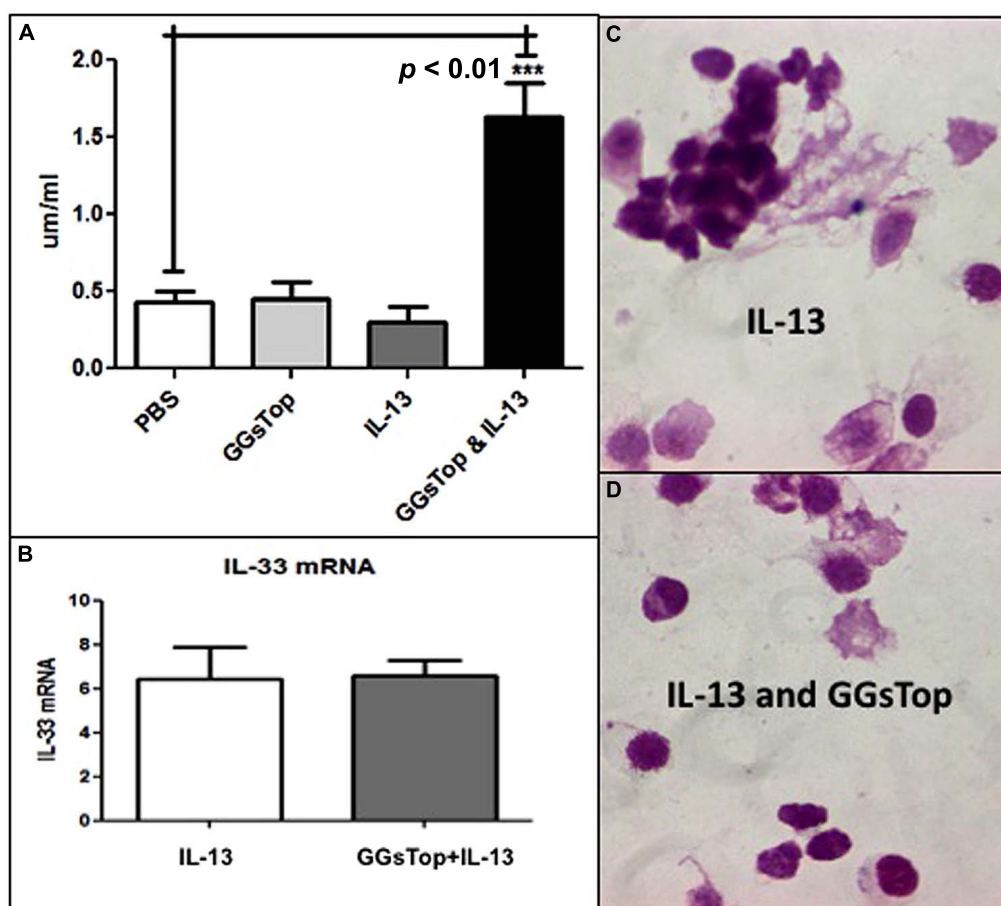 A
2.0
p < 0.01 ***
1.5
um/ml
1.0
0.5
0.0
PBS
GGsTop
IL-13
GGsTop & IL-13
B
IL-33 mRNA
10
8
IL-33 mRNA
6
4
2
0
IL-13
GGsTop+IL-13
C
IL-13
D
IL-13 and GGsTop